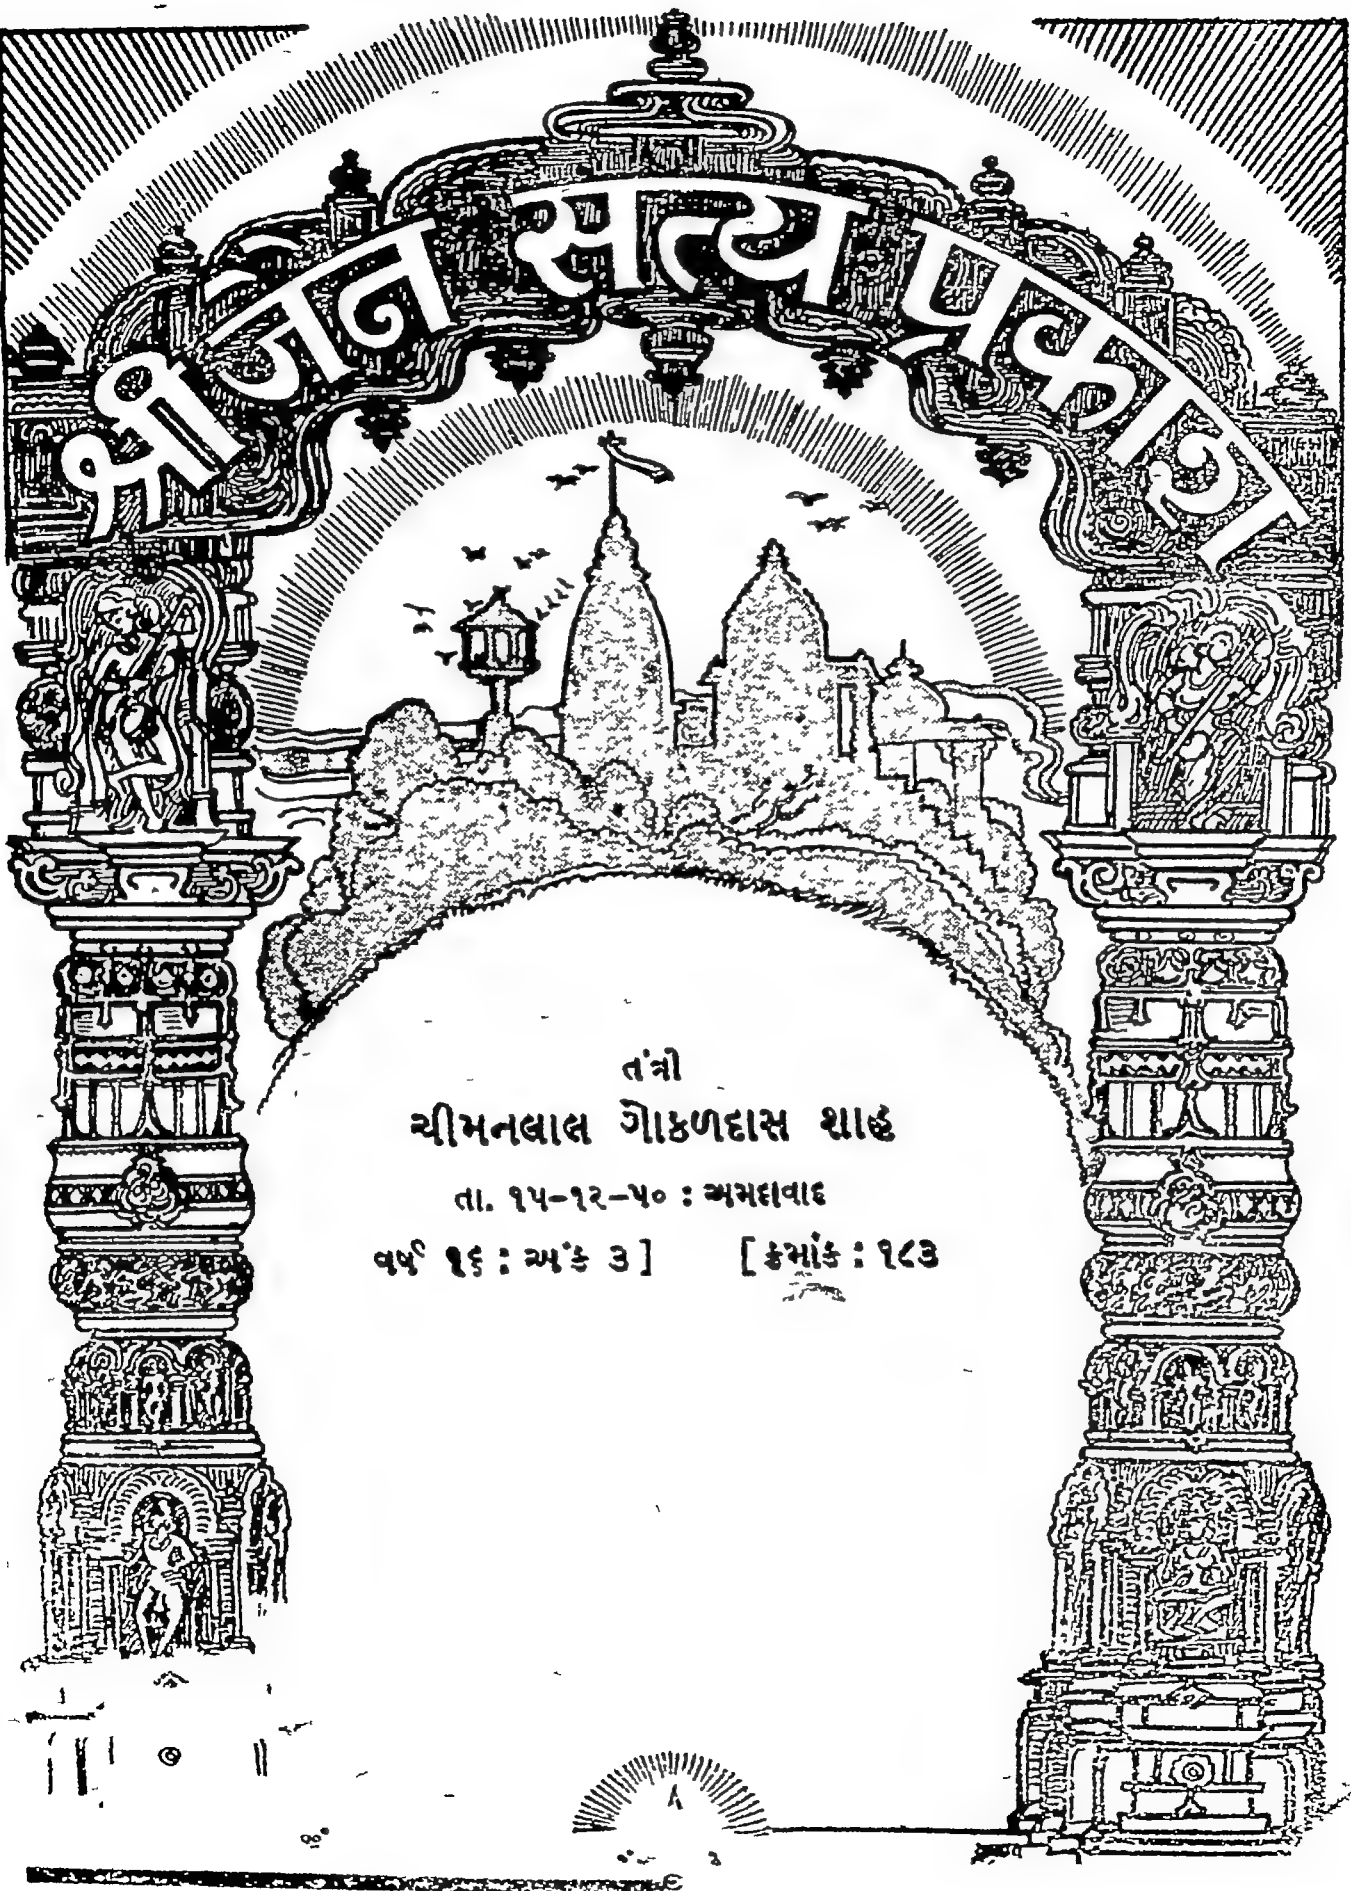 श्री जैन सत्य प्रकाश
તંત્રી
ચીમનલાલ ગોકળદાસ શાહ
તા. ૧૫-૧૨-૫૦ : અમદાવાદ
વર્ષ ૧૬ : અંક ૩ ] [ ક્રમાંક : ૧૮૩